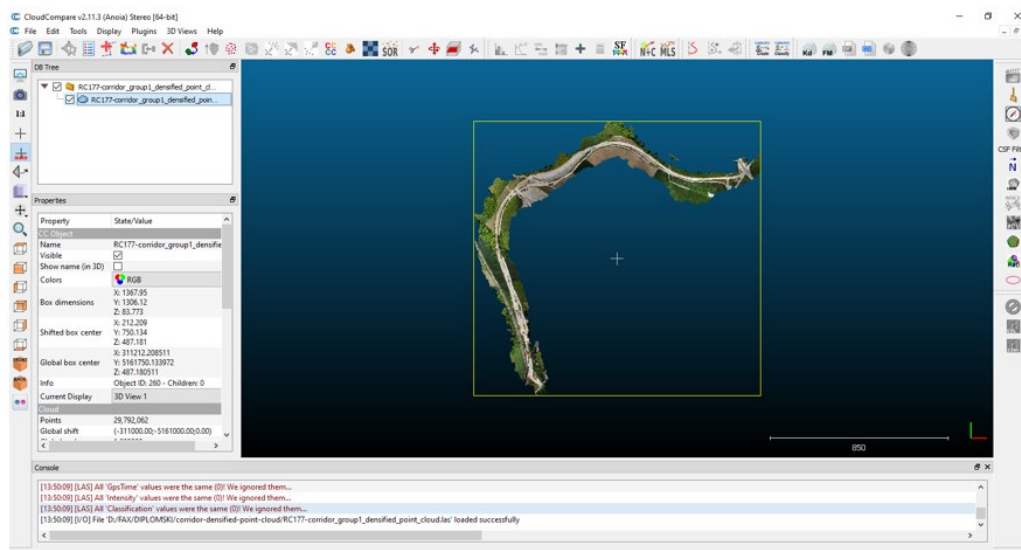 CloudCompare v2.11.3 (Anoia) Stereo [64-bit]
File Edit Tools Display Plugins 3D Views Help
SOR SF N+C MLS Kd FM
DB Tree
RC177-corridor_group1_densified_point_cl...
RC177-corridor_group1_densified_poin...
1:1
CSF Filt
N
Properties
Property State/Value
CC Object
Name RC177-corridor_group1_densifie
Visible
Show name (in 3D)
Colors RGB
Box dimensions X: 1367.95
Y: 1306.12
Z: 83.773
Shifted box center X: 212.209
Y: 750.134
Z: 487.181
Global box center X: 311212.208511
Y: 5161750.133972
Z: 487.180511
Info Object ID: 260 - Children: 0
Current Display 3D View 1
Cloud
Points 29,792,062
Global shift (-311000.00;-5161000.00;0.00)
850
Console
[13:50:09] [LAS] All 'GpsTime' values were the same (0)! We ignored them...
[13:50:09] [LAS] All 'Intensity' values were the same (0)! We ignored them...
[13:50:09] [LAS] All 'Classification' values were the same (0)! We ignored them...
[13:50:09] [I/O] File 'D:/FAX/DIPLOMSKI/corridor-densified-point-cloud/RC177-corridor_group1_densified_point_cloud.las' loaded successfully